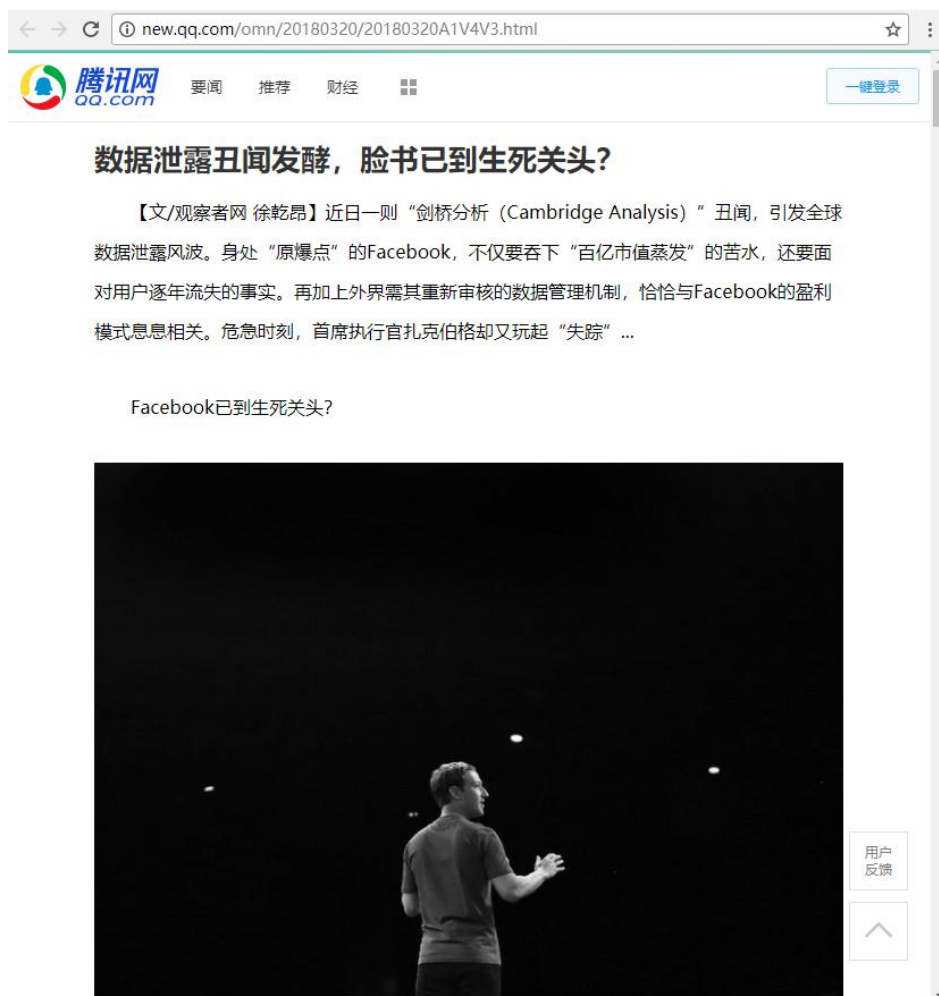 new.qq.com/omn/20180320/20180320A1V4V3.html
腾讯网
QQ.com
要闻 推荐 财经
一键登录
数据泄露丑闻发酵，脸书已到生死关头？
【文/观察者网 徐乾昂】近日一则“剑桥分析（Cambridge Analysis）”丑闻，引发全球
数据泄露风波。身处“原爆点”的Facebook，不仅要吞下“百亿市值蒸发”的苦水，还要面
对用户逐年流失的事实。再加上外界需其重新审核的数据管理机制，恰恰与Facebook的盈利
模式息息相关。危急时刻，首席执行官扎克伯格却又玩起“失踪”...
Facebook已到生死关头？
用户
反馈